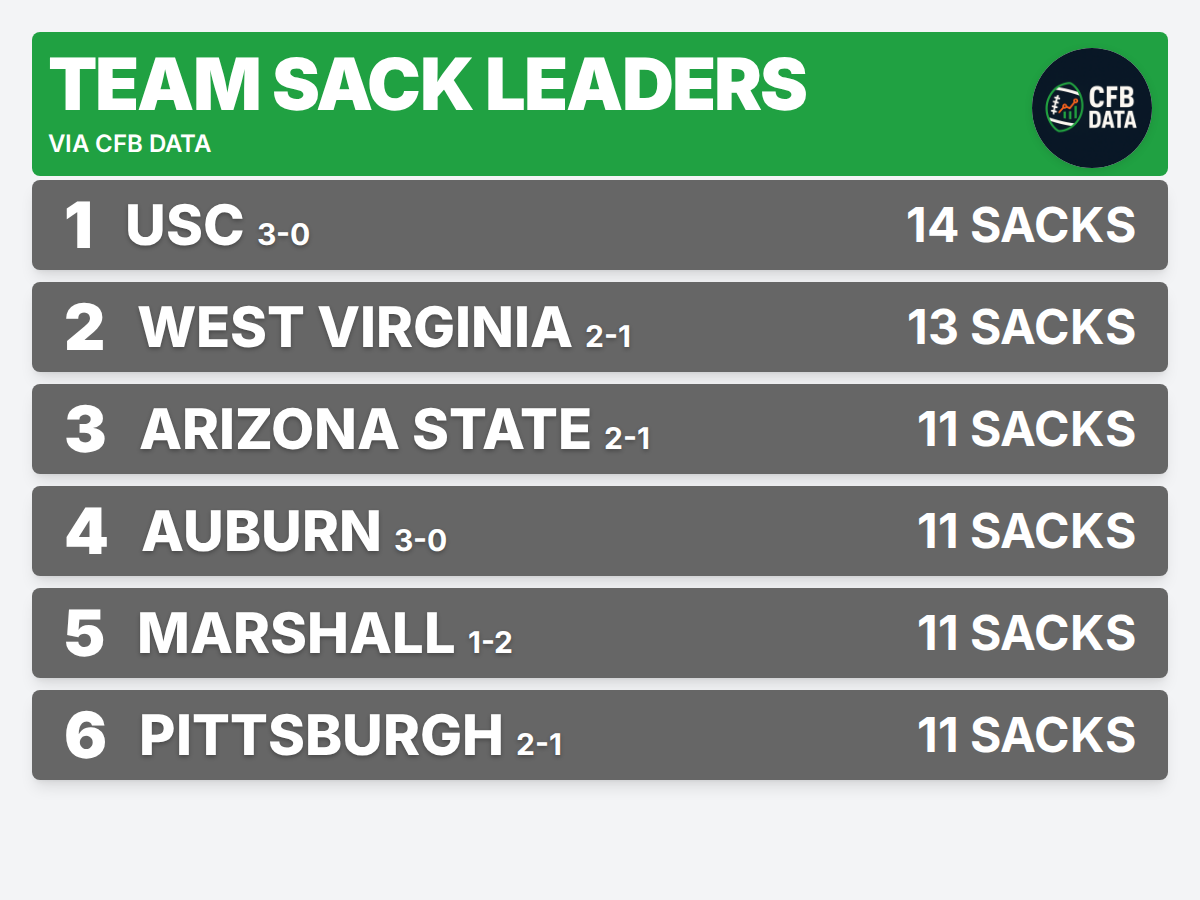 TEAM SACK LEADERS
VIA CFB DATA
CFB
DATA
1 USC 3-0 14 SACKS
2 WEST VIRGINIA 2-1 13 SACKS
3 ARIZONA STATE 2-1 11 SACKS
4 AUBURN 3-0 11 SACKS
5 MARSHALL 1-2 11 SACKS
6 PITTSBURGH 2-1 11 SACKS